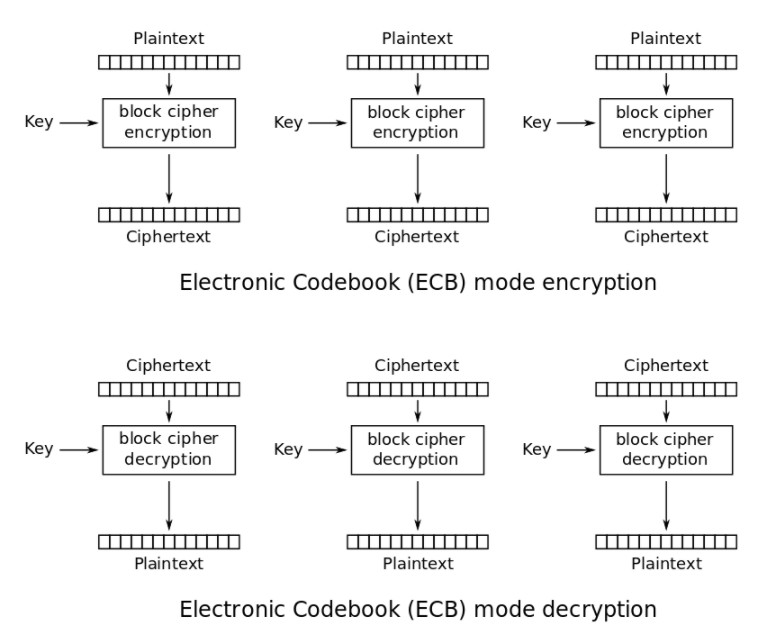 Plaintext Plaintext Plaintext
Key block cipher encryption Key block cipher encryption Key block cipher encryption
Ciphertext Ciphertext Ciphertext
Electronic Codebook (ECB) mode encryption
Ciphertext Ciphertext Ciphertext
Key block cipher decryption Key block cipher decryption Key block cipher decryption
Plaintext Plaintext Plaintext
Electronic Codebook (ECB) mode decryption